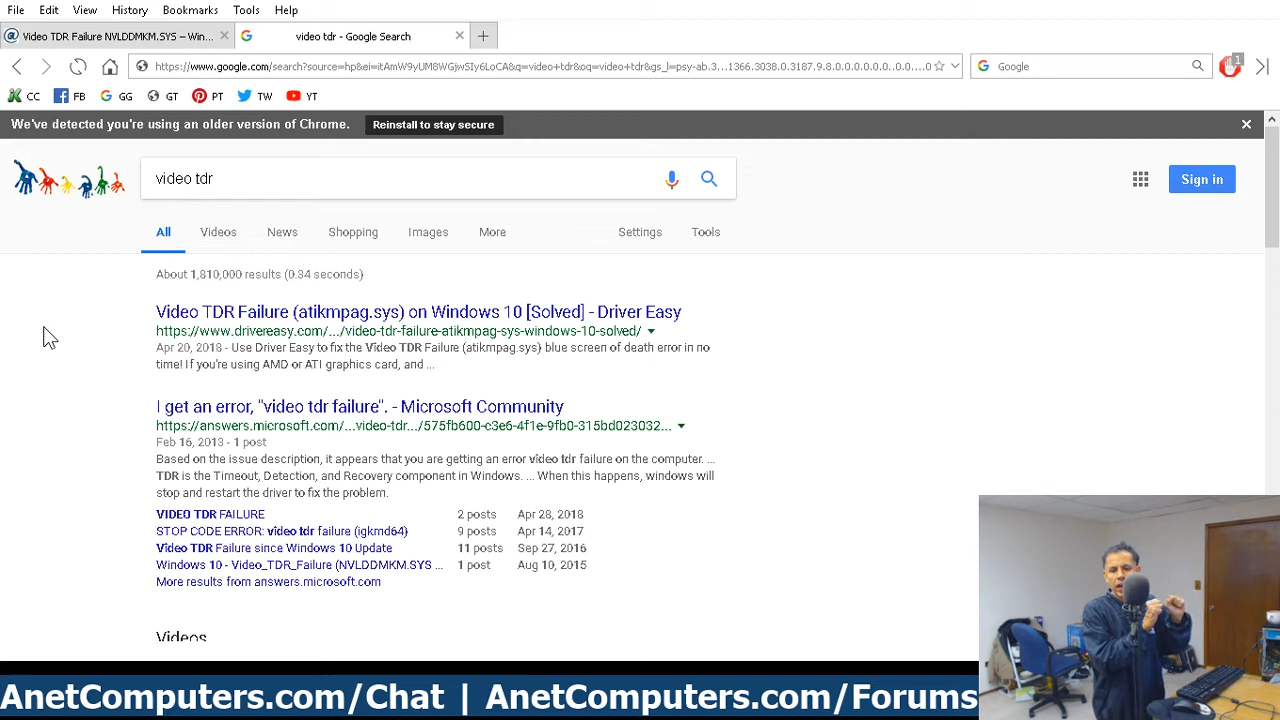 File Edit View History Bookmarks Tools Help
Video TDR Failure NVLDDMKM.SYS – Win...
video tdr - Google Search
https://www.google.com/search?source=hp&ei=itAmW9yUM8WGjwSIy6LoCA&q=video+tdr&oq=video+tdr&gs_l=psy-ab.3...1366.3038.0.3187.9.8.0.0.0.0.0.0.0..0
Google
1
CC FB GG GT PT TW YT
We've detected you're using an older version of Chrome. Reinstall to stay secure
video tdr
Sign in
All Videos News Shopping Images More Settings Tools
About 1,810,000 results (0.34 seconds)
Video TDR Failure (atikmpag.sys) on Windows 10 [Solved] - Driver Easy
https://www.drivereasy.com/.../video-tdr-failure-atikmpag-sys-windows-10-solved/
Apr 20, 2018 - Use Driver Easy to fix the Video TDR Failure (atikmpag.sys) blue screen of death error in no
time! If you're using AMD or ATI graphics card, and ...
I get an error, "video tdr failure". - Microsoft Community
https://answers.microsoft.com/...video-tdr.../575fb600-c3e6-4f1e-9fb0-315bd023032...
Feb 16, 2013 - 1 post
Based on the issue description, it appears that you are getting an error video tdr failure on the computer. ...
TDR is the Timeout, Detection, and Recovery component in Windows. ... When this happens, windows will
stop and restart the driver to fix the problem.
VIDEO TDR FAILURE 2 posts Apr 28, 2018
STOP CODE ERROR: video tdr failure (igkmd64) 9 posts Apr 14, 2017
Video TDR Failure since Windows 10 Update 11 posts Sep 27, 2016
Windows 10 - Video_TDR_Failure (NVLDDMKM.SYS ... 1 post Aug 10, 2015
More results from answers.microsoft.com
Videos
AnetComputers.com/Chat | AnetComputers.com/Forums